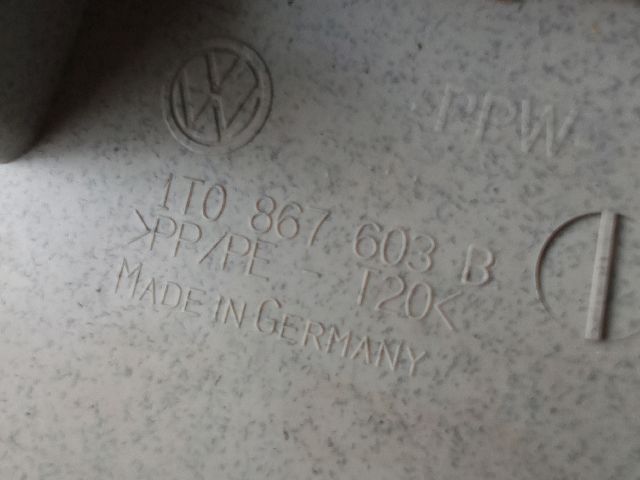 PPW
1T0 867 603 B
>PP/PE - T20<
MADE IN GERMANY